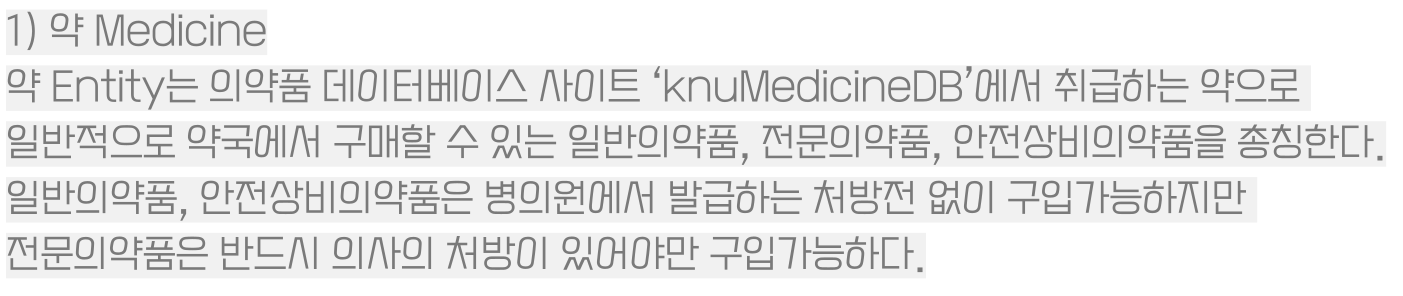 1) 약 Medicine
약 Entity는 의약품 데이터베이스 사이트 ‘knuMedicineDB’에서 취급하는 약으로
일반적으로 약국에서 구매할 수 있는 일반의약품, 전문의약품, 안전상비의약품을 총칭한다.
일반의약품, 안전상비의약품은 병의원에서 발급하는 처방전 없이 구입가능하지만
전문의약품은 반드시 의사의 처방이 있어야만 구입가능하다.